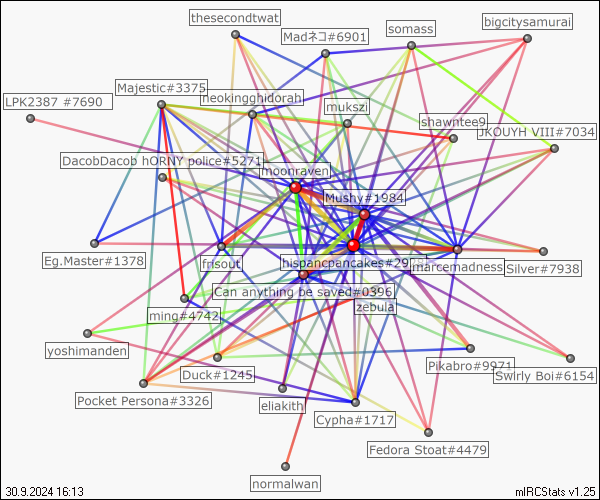 thesecondtwat
bigcitysamurai
Madネコ#6901
somass
Majestic#3375
neokingghidorah
LPK2387 #7690
mukszi
shawntee9
JKOUYH VIII#7034
DacobDacob hORNY police#5271
moonraven
Mushy#1984
Eg.Master#1378
frisout
hispancpancakes#29
marcemadness
Silver#7938
Can anything be saved#0396
zebula
ming#4742
yoshimanden
Duck#1245
Pikabro#9971
Swirly Boi#6154
Pocket Persona#3326
eliakith
Cypha#1717
Fedora Stoat#4479
normalwan
30.9.2024 16:13
mIRCStats v1.25